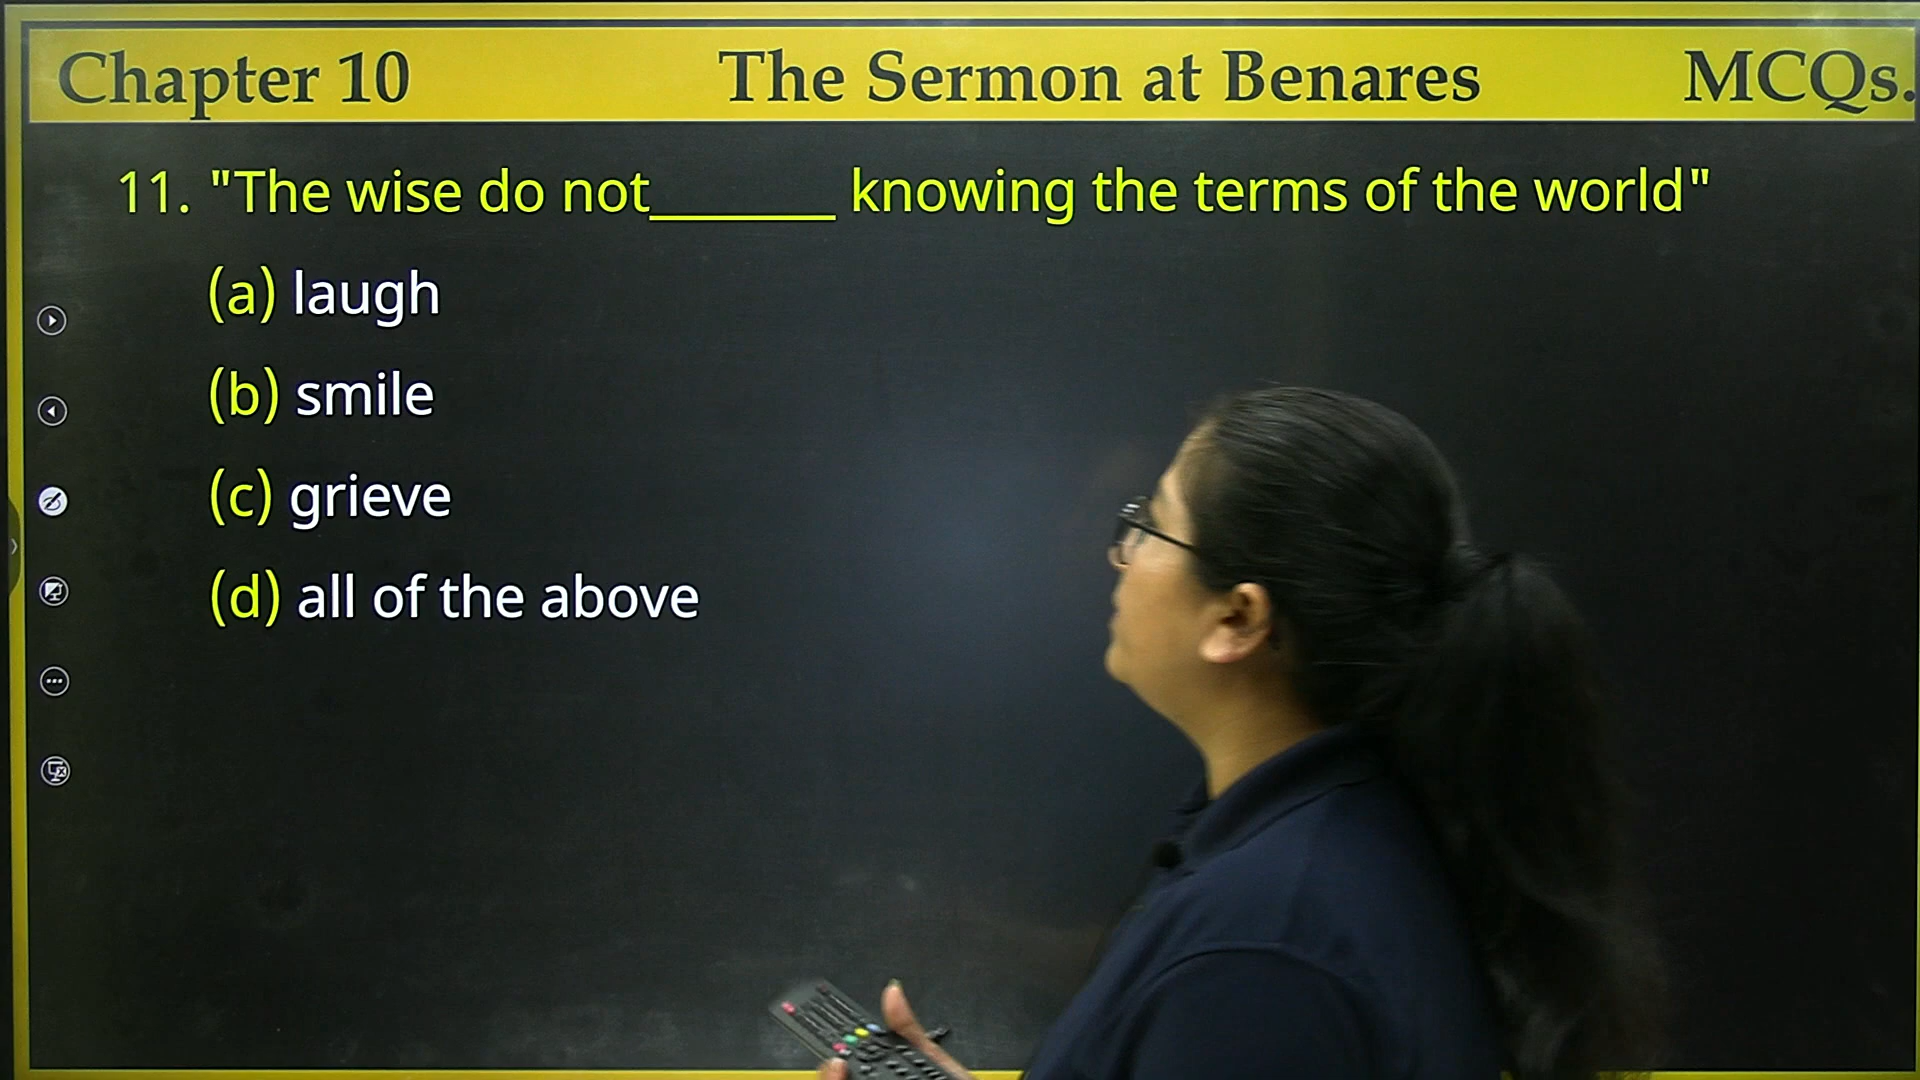 Chapter 10 The Sermon at Benares MCQs.
11. "The wise do not______ knowing the terms of the world"
(a) laugh
(b) smile
(c) grieve
(d) all of the above